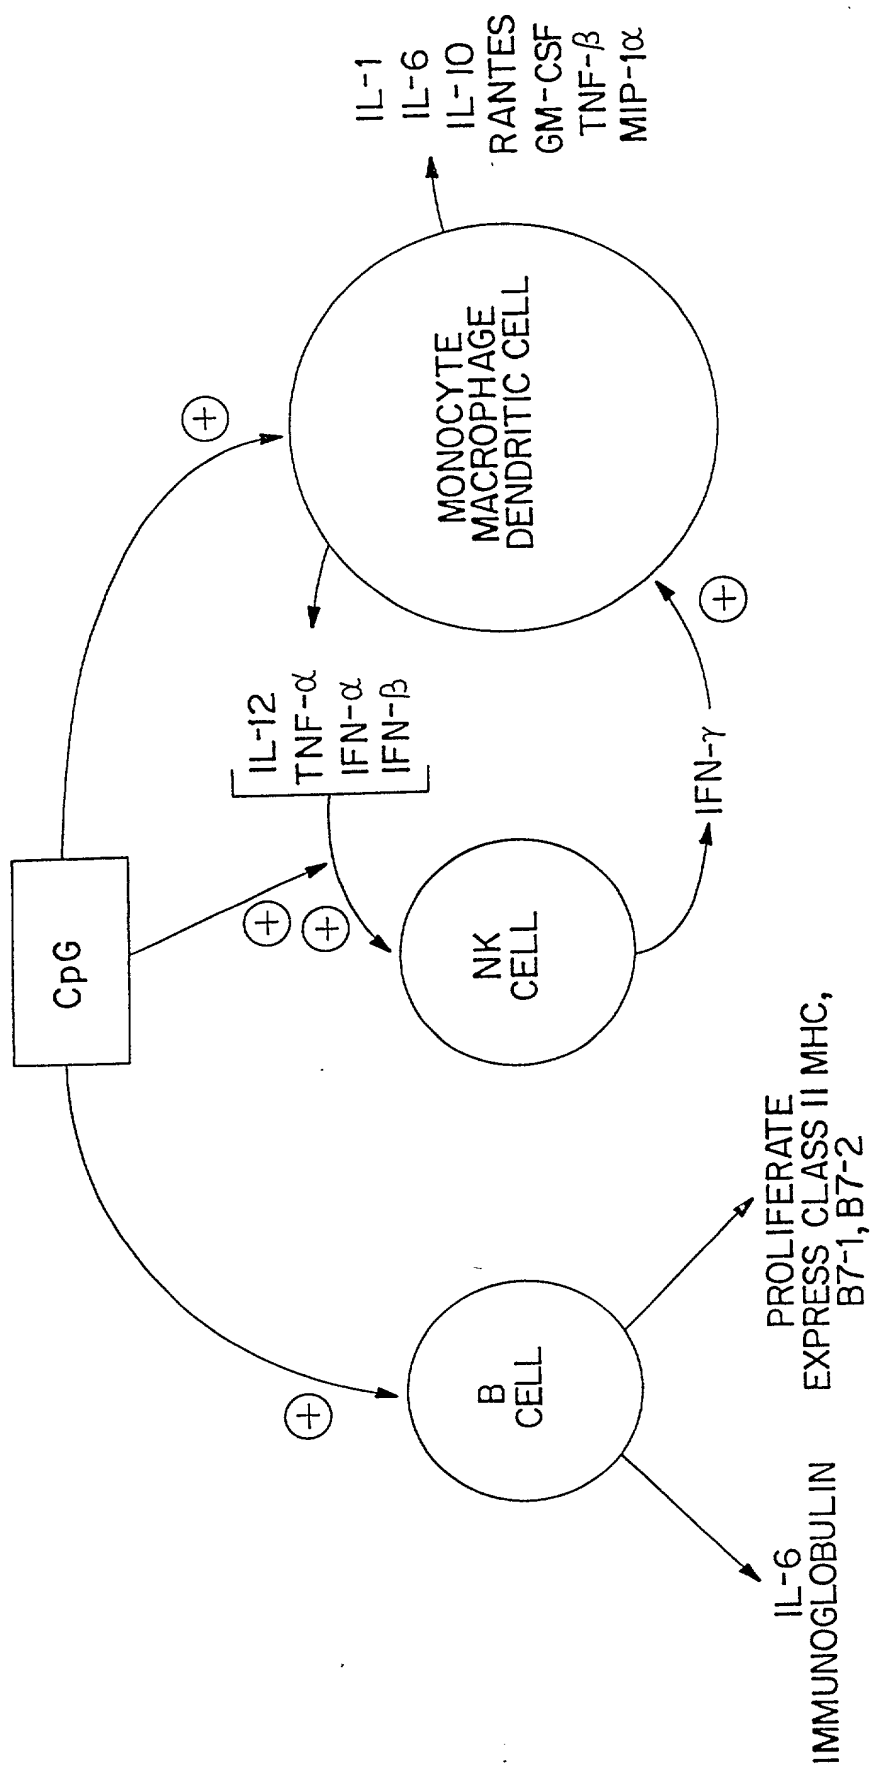 CpG
+
+
+
+
IL-12
TNF-α
IFN-α
IFN-β
B
CELL
NK
CELL
MONOCYTE
MACROPHAGE
DENDRITIC CELL
IL-1
IL-6
IL-10
RANTES
GM-CSF
TNF-β
MIP-1α
IFN-γ
+
IL-6
IMMUNOGLOBULIN
PROLIFERATE
EXPRESS CLASS II MHC,
B7-1, B7-2